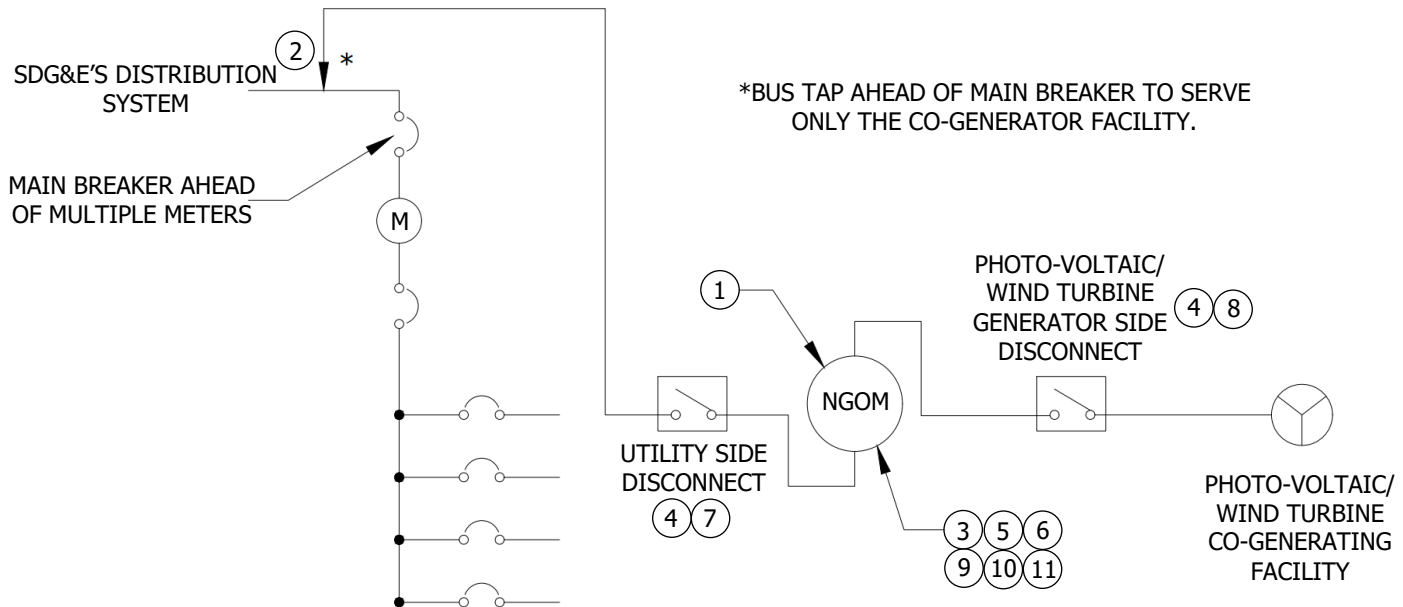 2
*
SDG&E'S DISTRIBUTION
SYSTEM
*BUS TAP AHEAD OF MAIN BREAKER TO SERVE
ONLY THE CO-GENERATOR FACILITY.
MAIN BREAKER AHEAD
OF MULTIPLE METERS
M
1
PHOTO-VOLTAIC/
WIND TURBINE
GENERATOR SIDE
DISCONNECT
4 8
NGOM
UTILITY SIDE
DISCONNECT
4 7
3 5 6
9 10 11
PHOTO-VOLTAIC/
WIND TURBINE
CO-GENERATING
FACILITY